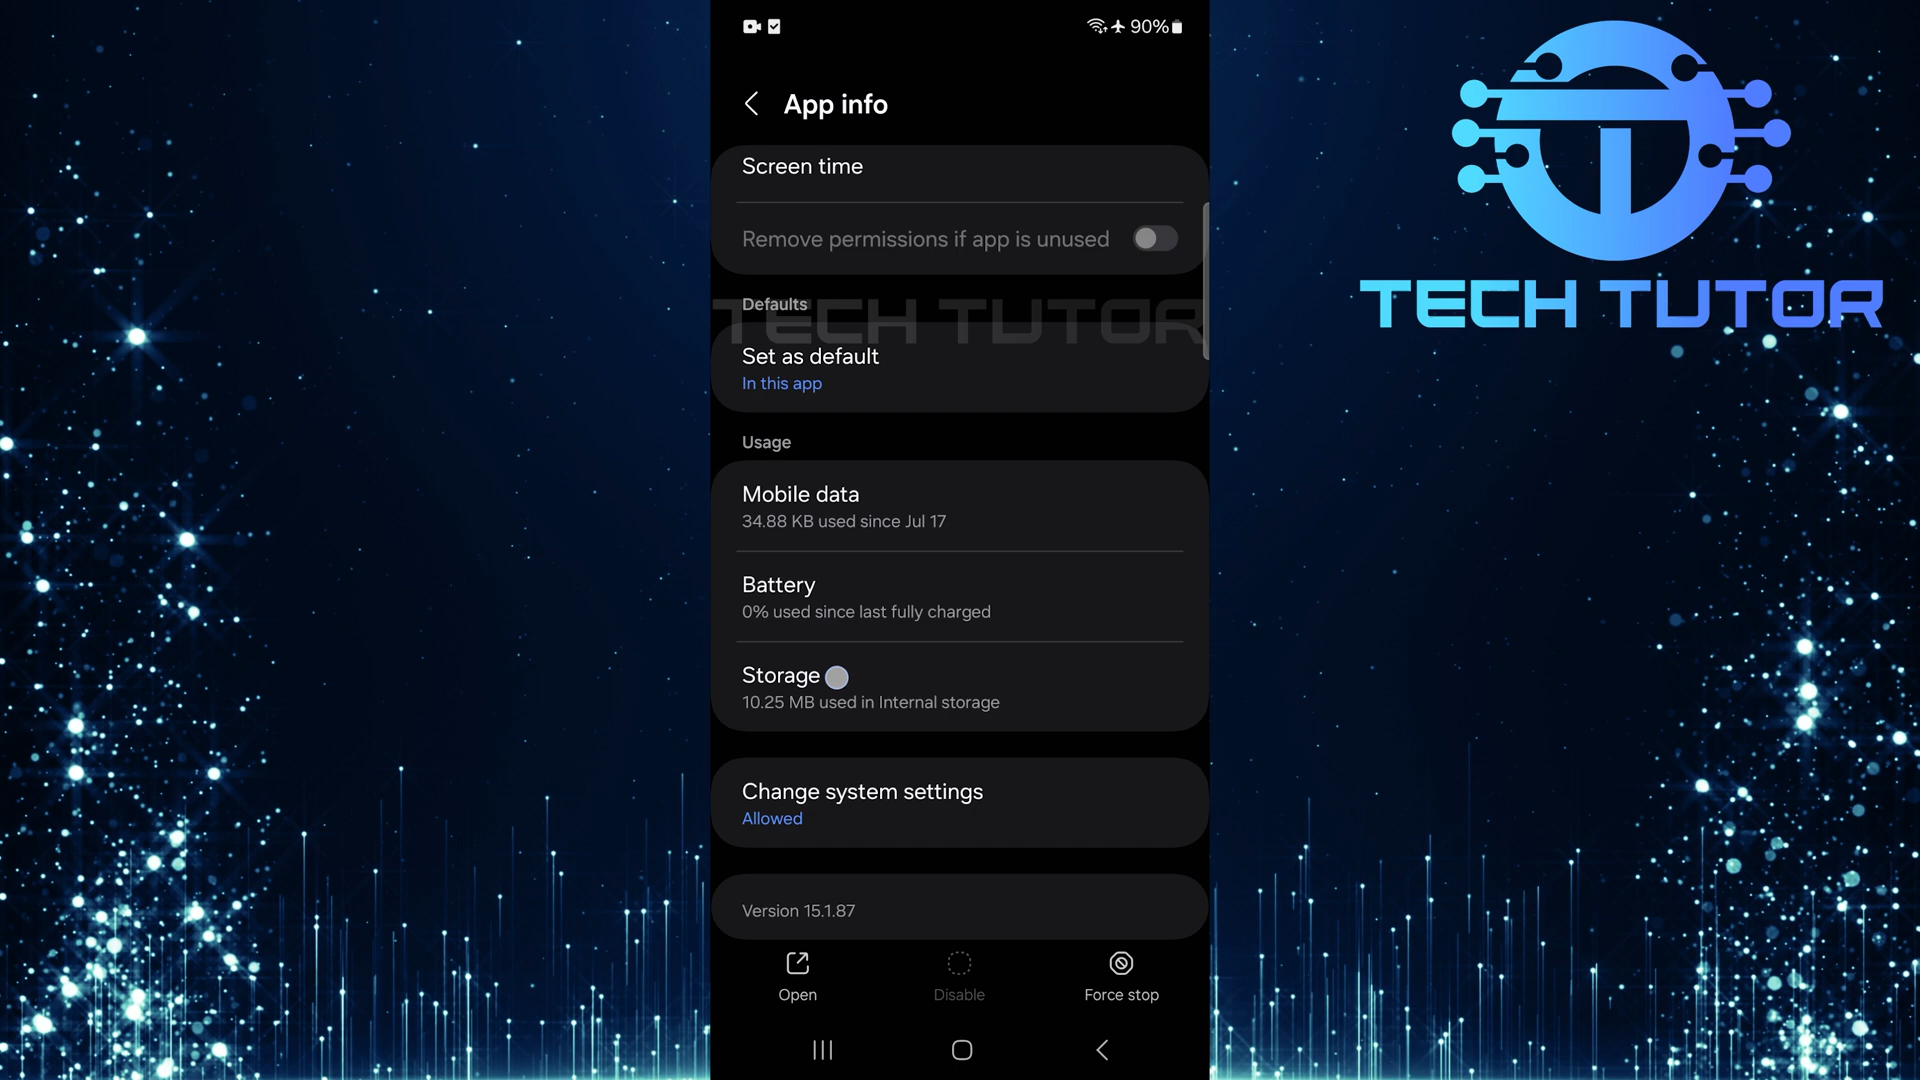 90%
App info
Screen time
Remove permissions if app is unused
Defaults
TECH TUTOR
Set as default
In this app
Usage
Mobile data
34.88 KB used since Jul 17
Battery
0% used since last fully charged
Storage
10.25 MB used in Internal storage
Change system settings
Allowed
Version 15.1.87
Open
Disable
Force stop
TECH TUTOR